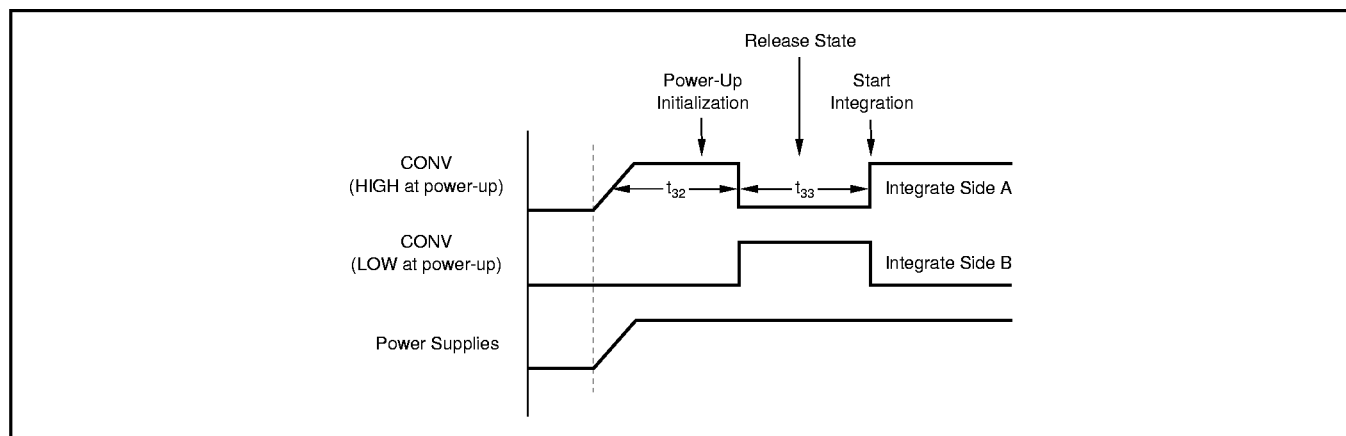 Release State
Power-Up
Initialization
Start
Integration
CONV
(HIGH at power-up)
t32
t33
Integrate Side A
CONV
(LOW at power-up)
Integrate Side B
Power Supplies